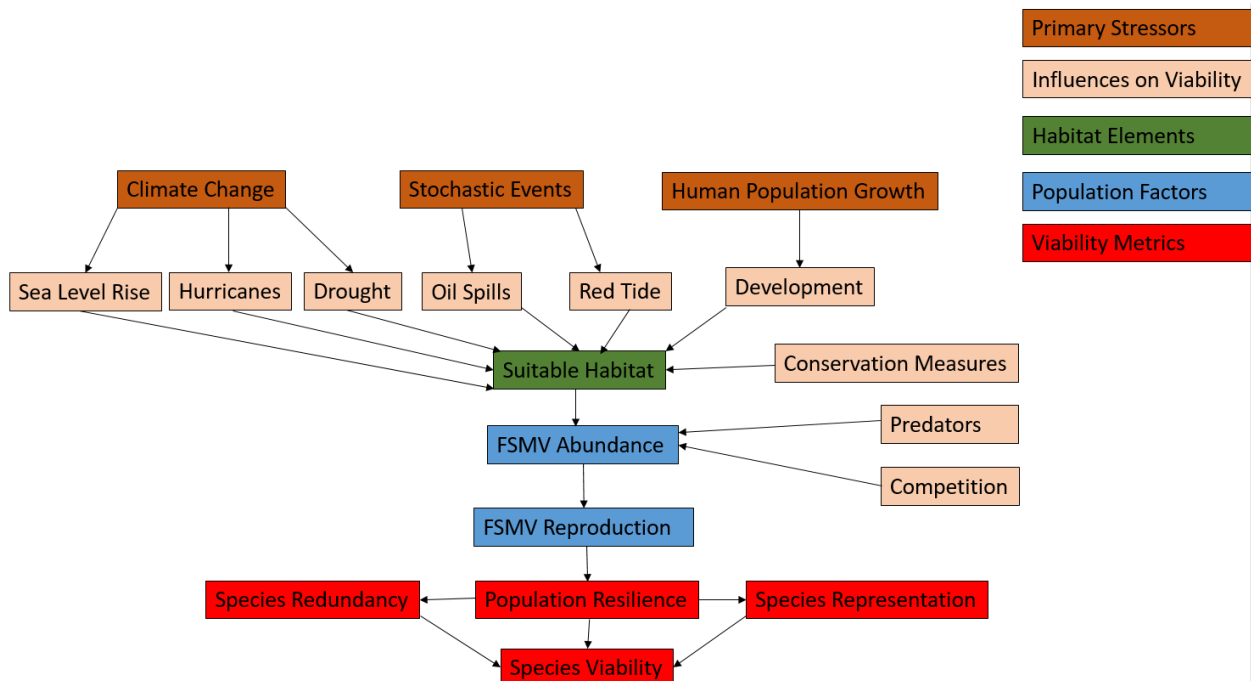 Primary Stressors
Influences on Viability
Habitat Elements
Population Factors
Viability Metrics
Climate Change
Stochastic Events
Human Population Growth
Sea Level Rise
Hurricanes
Drought
Oil Spills
Red Tide
Development
Suitable Habitat
Conservation Measures
FSMV Abundance
Predators
Competition
FSMV Reproduction
Species Redundancy
Population Resilience
Species Representation
Species Viability